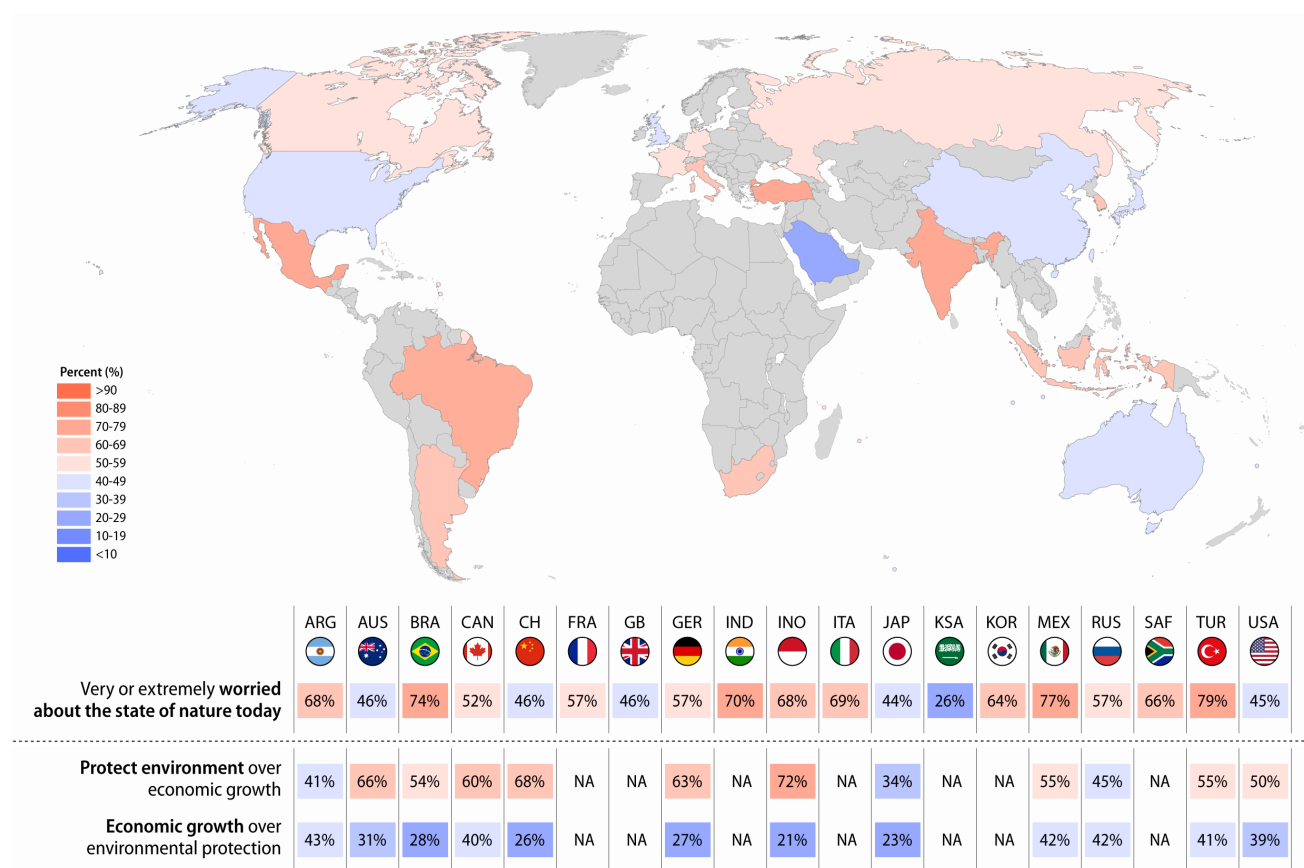 Percent (%)
>90
80-89
70-79
60-69
50-59
40-49
30-39
20-29
10-19
<10
ARG AUS BRA CAN CH FRA GB GER IND INO ITA JAP KSA KOR MEX RUS SAF TUR USA
Very or extremely worried
about the state of nature today
68% 46% 74% 52% 46% 57% 46% 57% 70% 68% 69% 44% 26% 64% 77% 57% 66% 79% 45%
Protect environment over
economic growth
41% 66% 54% 60% 68% NA NA 63% NA 72% NA 34% NA NA 55% 45% NA 55% 50%
Economic growth over
environmental protection
43% 31% 28% 40% 26% NA NA 27% NA 21% NA 23% NA NA 42% 42% NA 41% 39%